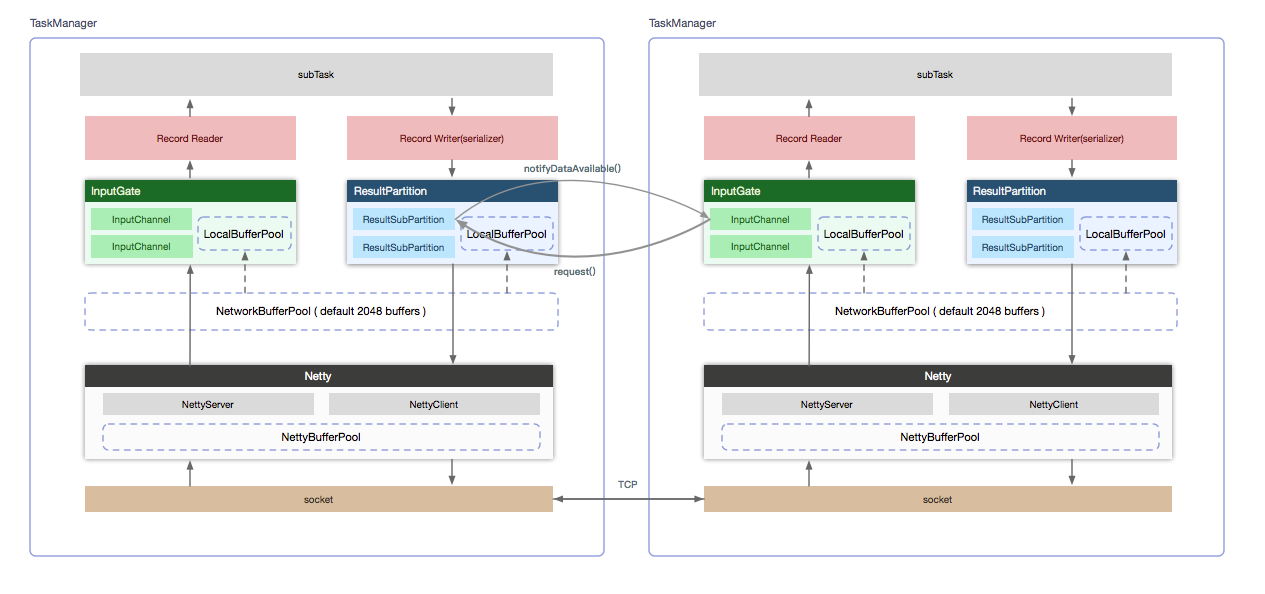 TaskManager
subTask
Record Reader
Record Writer(serializer)
notifyDataAvailable()
InputGate
ResultPartition
InputChannel
InputChannel
LocalBufferPool
ResultSubPartition
ResultSubPartition
LocalBufferPool
request()
NetworkBufferPool ( default 2048 buffers )
Netty
NettyServer
NettyClient
NettyBufferPool
socket
TCP
TaskManager
subTask
Record Reader
Record Writer(serializer)
InputGate
ResultPartition
InputChannel
InputChannel
LocalBufferPool
ResultSubPartition
ResultSubPartition
LocalBufferPool
NetworkBufferPool ( default 2048 buffers )
Netty
NettyServer
NettyClient
NettyBufferPool
socket